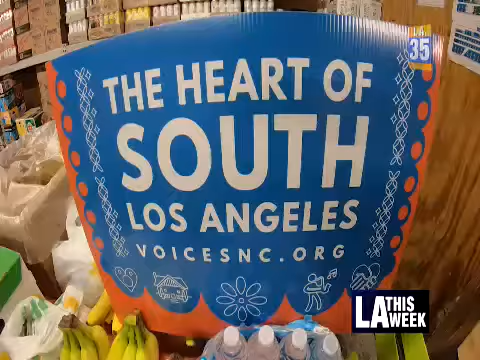 THE HEART OF
SOUTH
LOS ANGELES
VOICESNC.ORG
35
LA THIS
WEEK